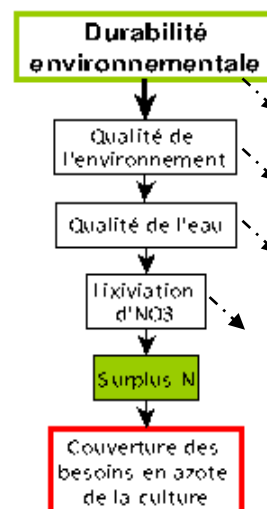 Durabilité
environnementale
Qualité de
l'environnement
Qualité de l'eau
Lixiviation
d'NO3
Surplus N
Couverture des
besoins en azote
de la culture